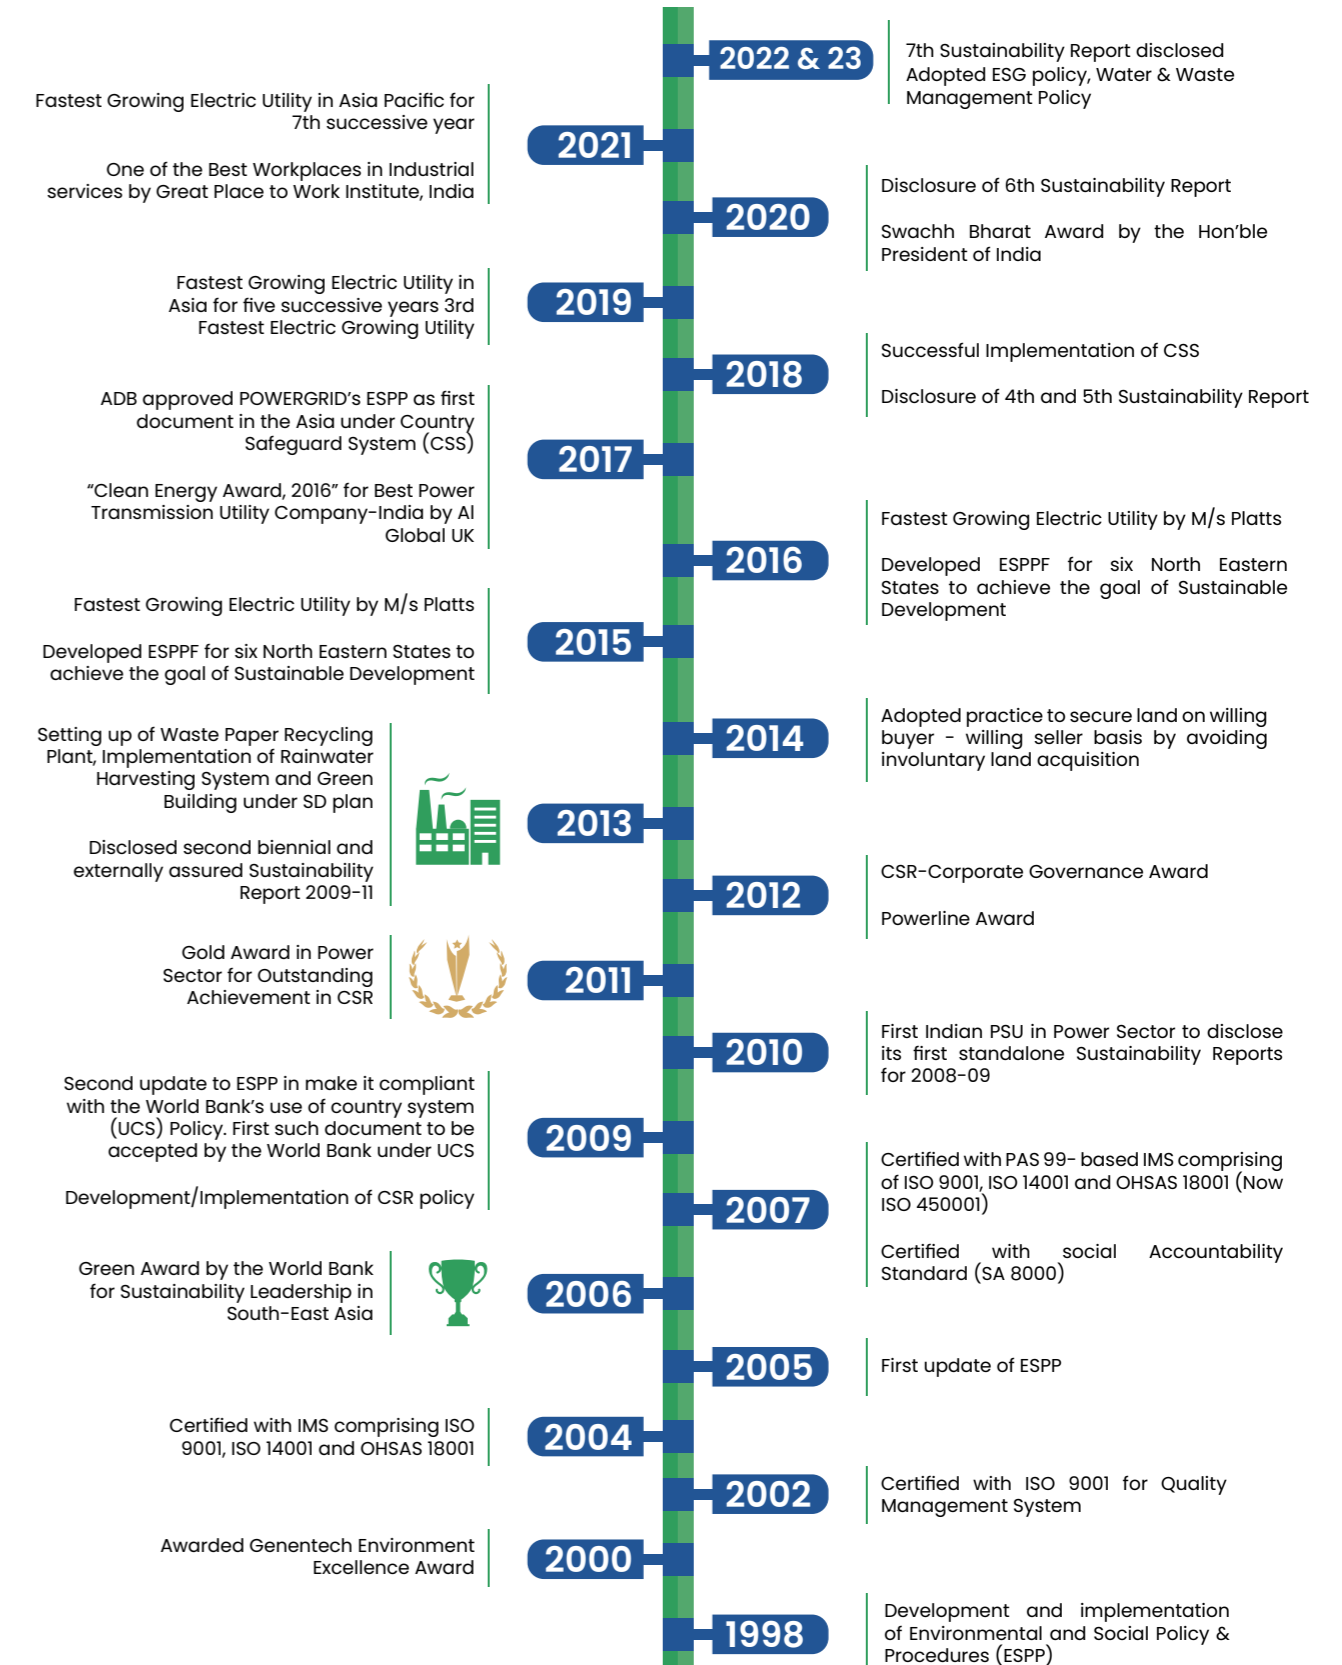 2022 & 23
7th Sustainability Report disclosed
Adopted ESG policy, Water & Waste
Management Policy
Fastest Growing Electric Utility in Asia Pacific for
7th successive year
One of the Best Workplaces in Industrial
services by Great Place to Work Institute, India
2021
2020
Disclosure of 6th Sustainability Report
Swachh Bharat Award by the Hon'ble
President of India
Fastest Growing Electric Utility in
Asia for five successive years 3rd
Fastest Electric Growing Utility
2019
2018
Successful Implementation of CSS
Disclosure of 4th and 5th Sustainability Report
ADB approved POWERGRID's ESPP as first
document in the Asia under Country
Safeguard System (CSS)
"Clean Energy Award, 2016" for Best Power
Transmission Utility Company-India by AI
Global UK
2017
2016
Fastest Growing Electric Utility by M/s Platts
Developed ESPPF for six North Eastern
States to achieve the goal of Sustainable
Development
Fastest Growing Electric Utility by M/s Platts
Developed ESPPF for six North Eastern States to
achieve the goal of Sustainable Development
2015
2014
Adopted practice to secure land on willing
buyer - willing seller basis by avoiding
involuntary land acquisition
Setting up of Waste Paper Recycling
Plant, Implementation of Rainwater
Harvesting System and Green
Building under SD plan
Disclosed second biennial and
externally assured Sustainability
Report 2009-11
2013
2012
CSR-Corporate Governance Award
Powerline Award
Gold Award in Power
Sector for Outstanding
Achievement in CSR
2011
2010
First Indian PSU in Power Sector to disclose
its first standalone Sustainability Reports
for 2008-09
Second update to ESPP in make it compliant
with the World Bank's use of country system
(UCS) Policy. First such document to be
accepted by the World Bank under UCS
Development/Implementation of CSR policy
2009
2007
Certified with PAS 99- based IMS comprising
of ISO 9001, ISO 14001 and OHSAS 18001 (Now
ISO 450001)
Certified with social Accountability
Standard (SA 8000)
Green Award by the World Bank
for Sustainability Leadership in
South-East Asia
2006
2005
First update of ESPP
Certified with IMS comprising ISO
9001, ISO 14001 and OHSAS 18001
2004
2002
Certified with ISO 9001 for Quality
Management System
Awarded Genentech Environment
Excellence Award
2000
1998
Development and implementation
of Environmental and Social Policy &
Procedures (ESPP)